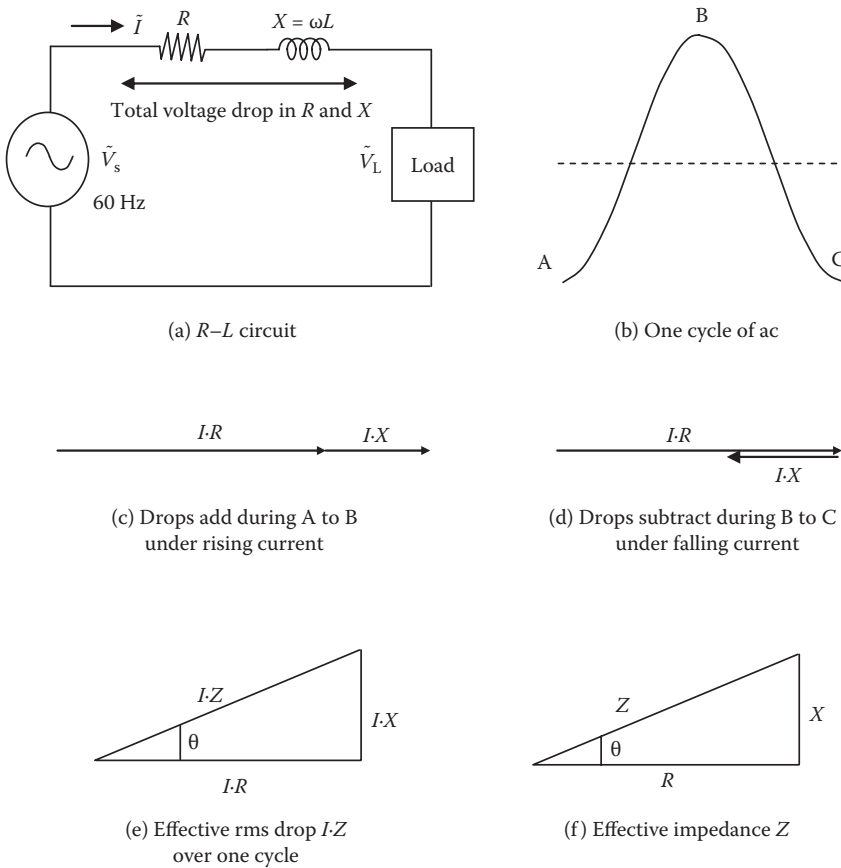 Ĩ
R
X = ωL
B
Total voltage drop in R and X
Ṽs
60 Hz
ṼL
Load
A
C
(a) R–L circuit
(b) One cycle of ac
I·R
I·X
I·R
I·X
(c) Drops add during A to B
under rising current
(d) Drops subtract during B to C
under falling current
I·Z
θ
I·X
I·R
Z
θ
X
R
(e) Effective rms drop I·Z
over one cycle
(f) Effective impedance Z